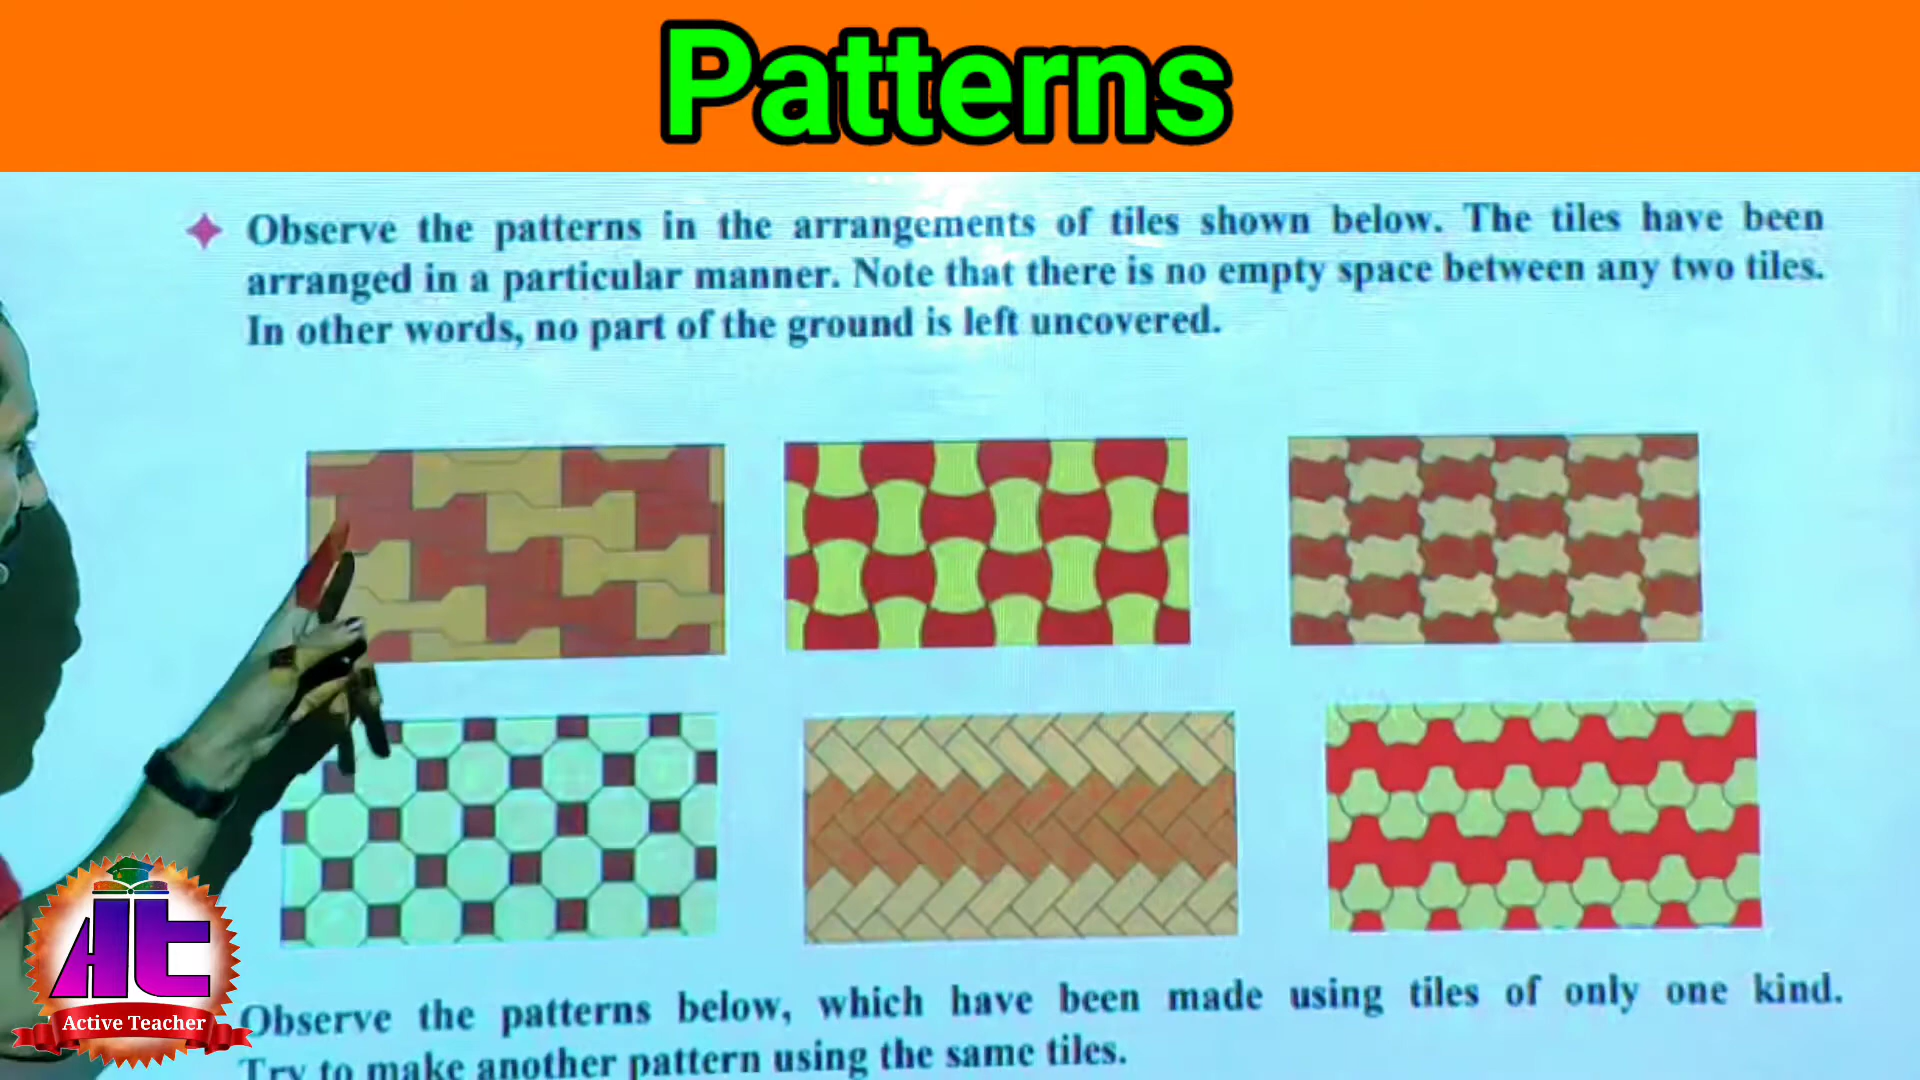 Patterns
Observe the patterns in the arrangements of tiles shown below. The tiles have been
arranged in a particular manner. Note that there is no empty space between any two tiles.
In other words, no part of the ground is left uncovered.
Observe the patterns below, which have been made using tiles of only one kind.
Try to make another pattern using the same tiles.
At
Active Teacher